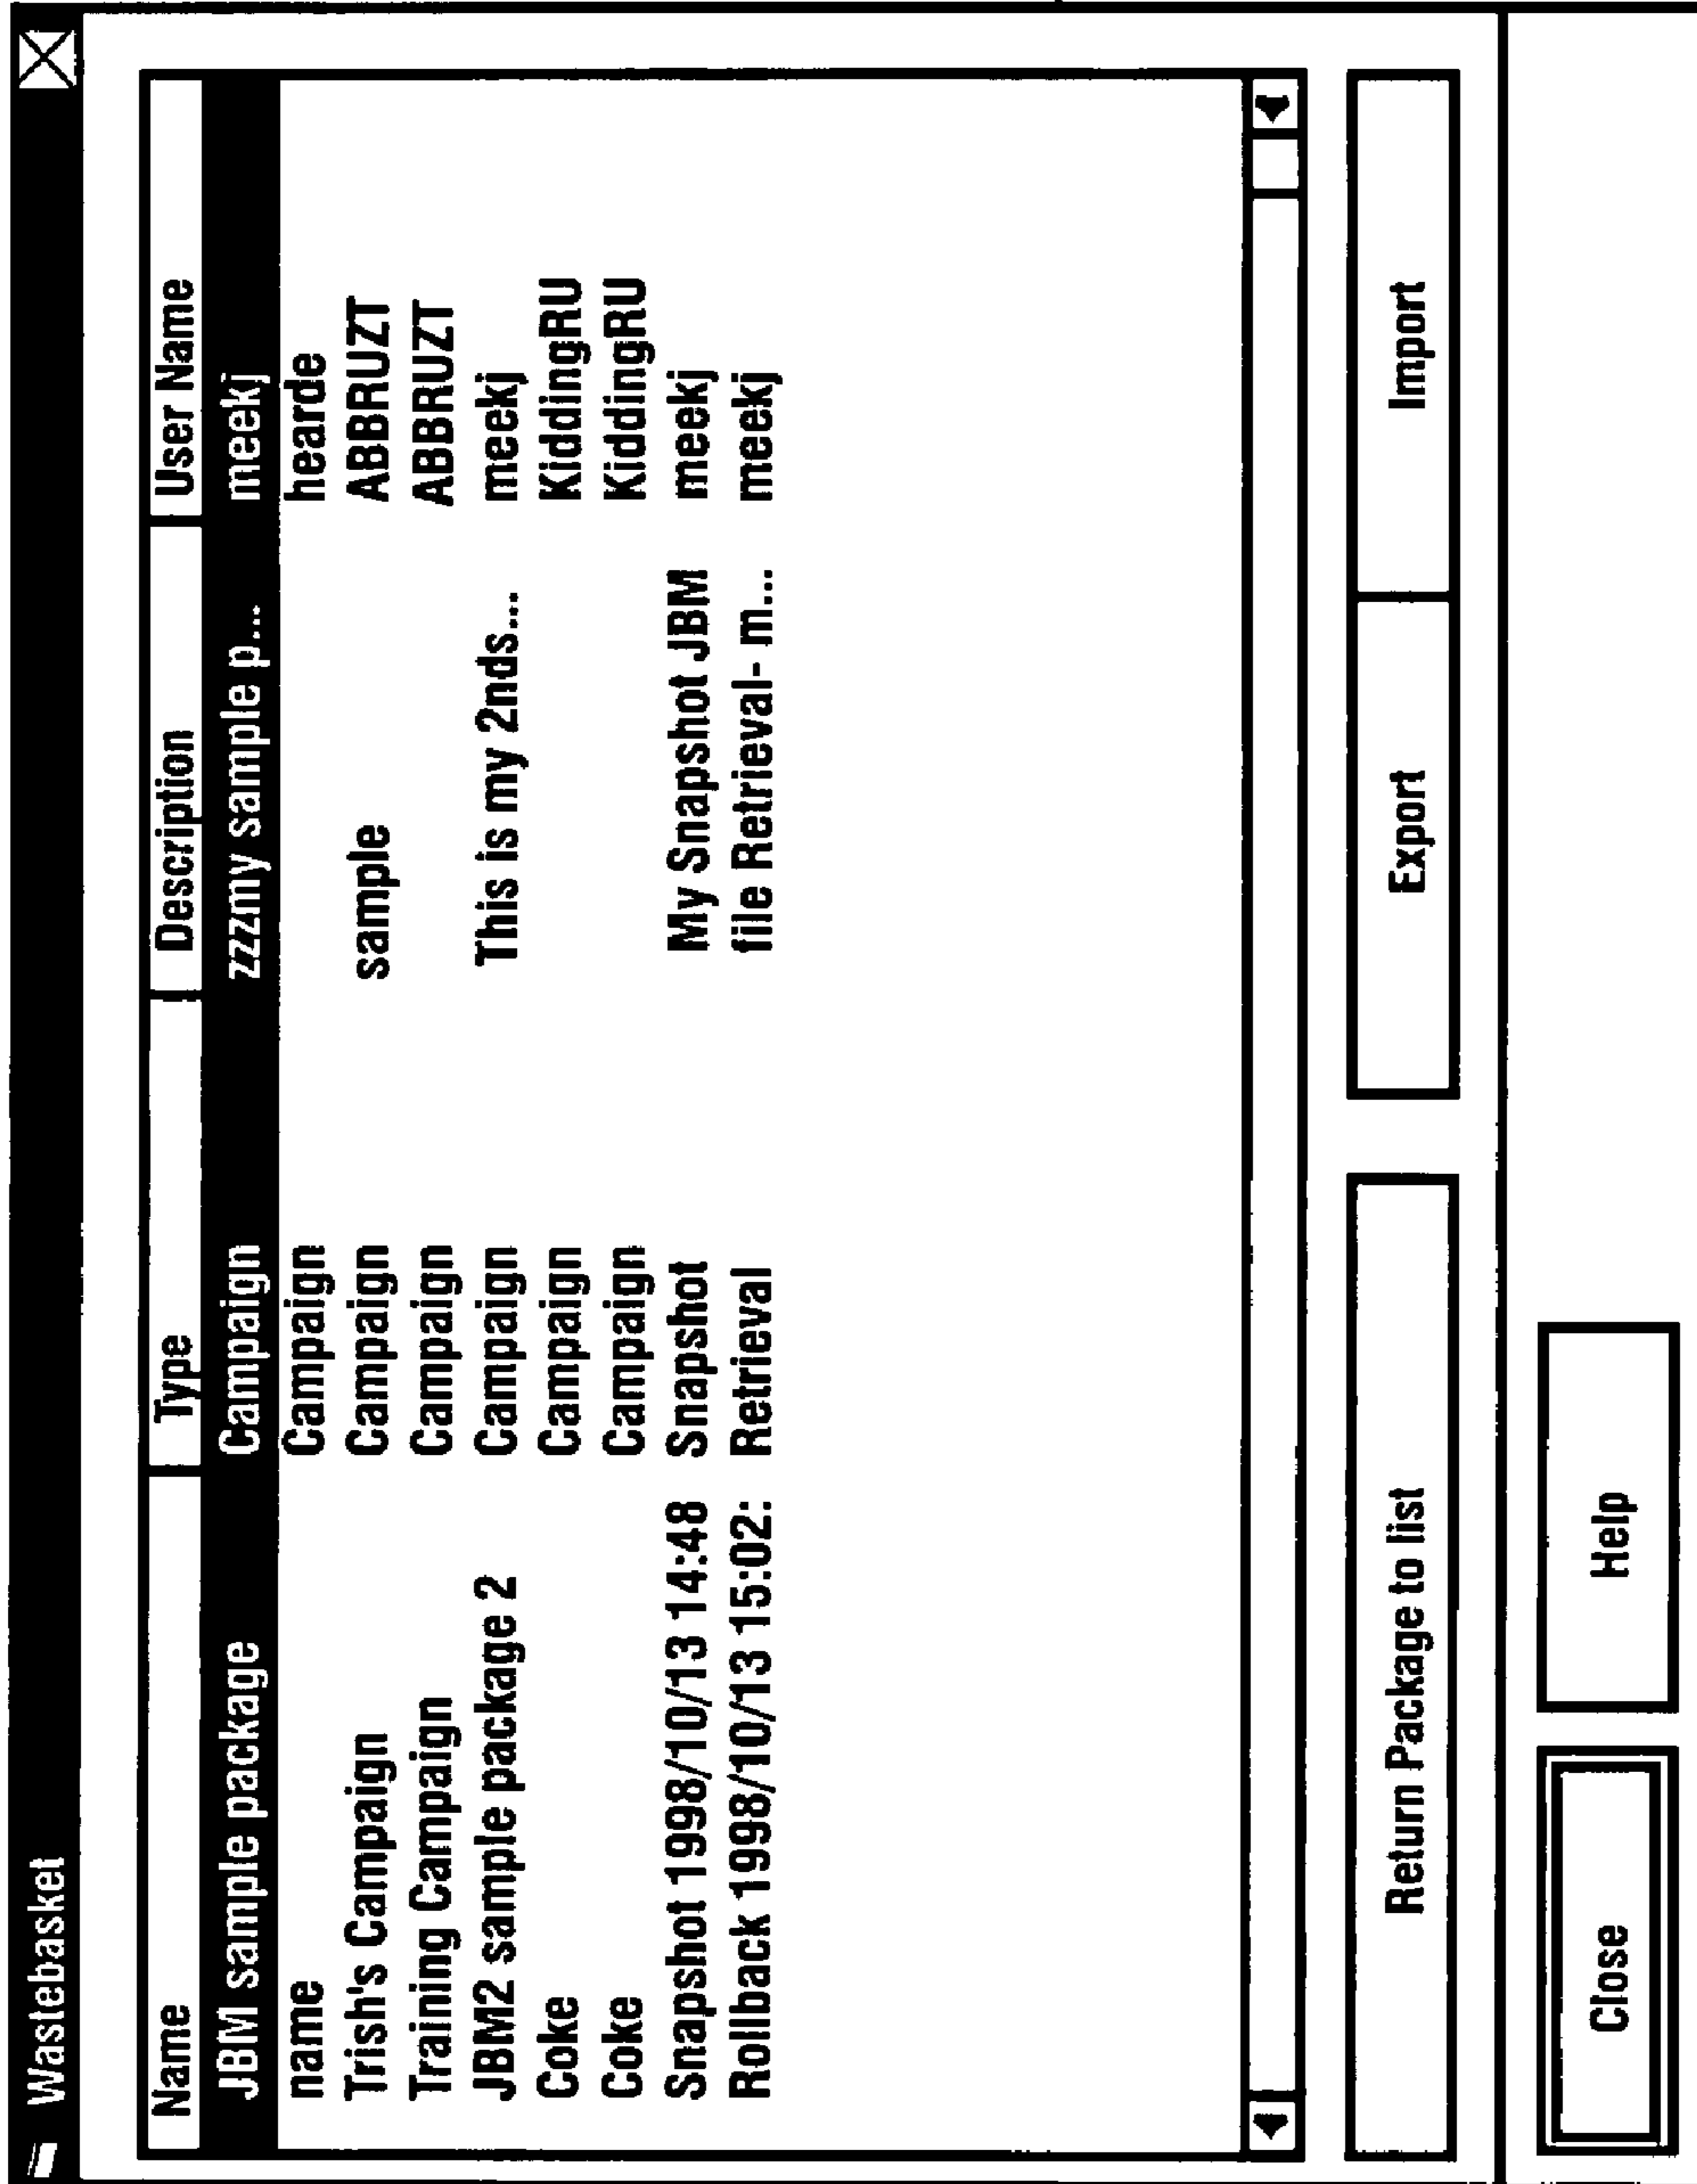 Wastebasket
Name Type Description User Name
JBM sample package Campaign zzzmy sample p... meekj
name Campaign hearde
Trish's Campaign Campaign sample ABBRUZT
Training Campaign Campaign ABBRUZT
JBM2 sample package 2 Campaign This is my 2nds... meekj
Coke Campaign KiddingRU
Coke Campaign KiddingRU
Snapshot 1998/10/13 14:48 Snapshot My Snapshot JBM meekj
Rollback 1998/10/13 15:02: Retrieval file Retrieval- m... meekj
Return Package to list Export Import
Close Help